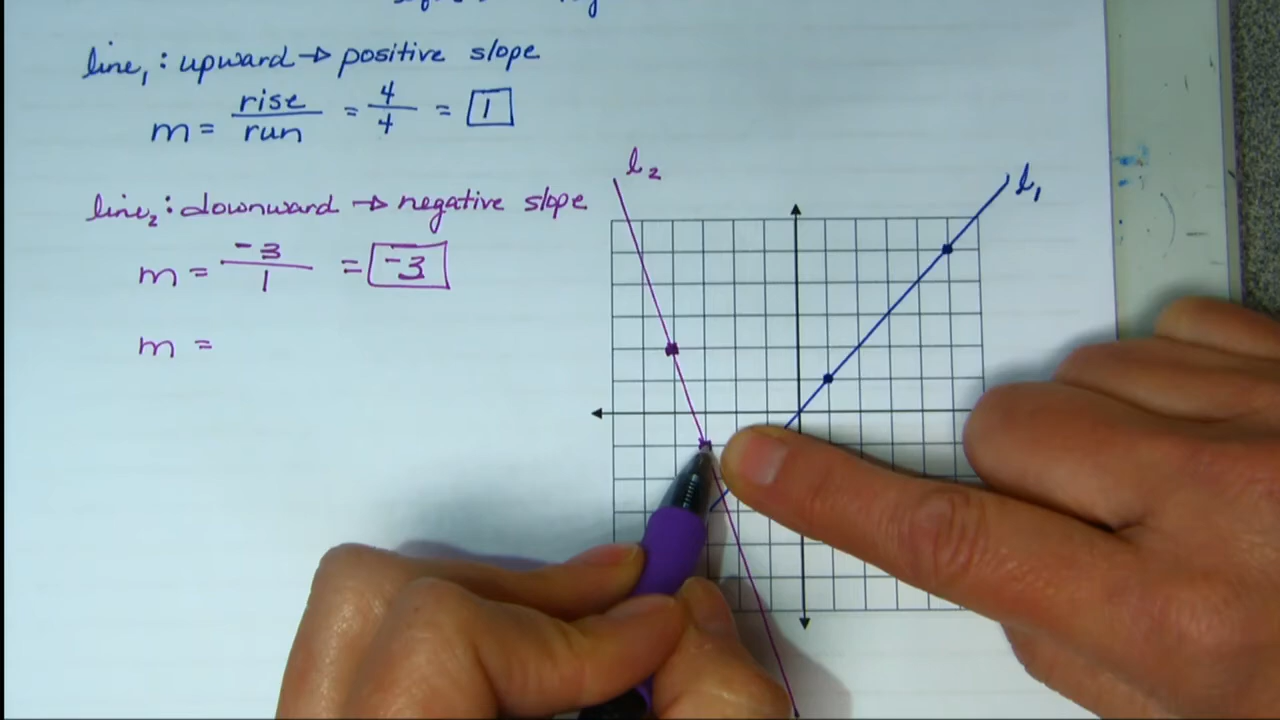 line₁ : upward → positive slope
m = rise/run = 4/4 = 1
l₂
l₁
line₂ : downward → negative slope
m = -3/1 = -3
m =